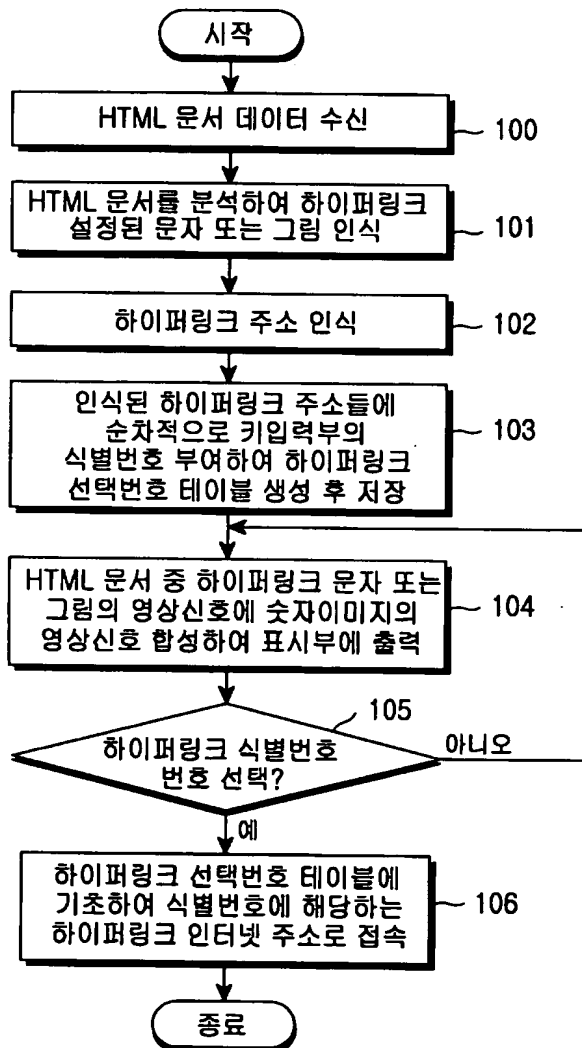 시작
HTML 문서 데이터 수신
100
HTML 문서를 분석하여 하이퍼링크
설정된 문자 또는 그림 인식
101
하이퍼링크 주소 인식
102
인식된 하이퍼링크 주소들에
순차적으로 키입력부의
식별번호 부여하여 하이퍼링크
선택번호 테이블 생성 후 저장
103
HTML 문서 중 하이퍼링크 문자 또는
그림의 영상신호에 숫자이미지의
영상신호 합성하여 표시부에 출력
104
105
하이퍼링크 식별번호
번호 선택?
아니오
예
하이퍼링크 선택번호 테이블에
기초하여 식별번호에 해당하는
하이퍼링크 인터넷 주소로 접속
106
종료